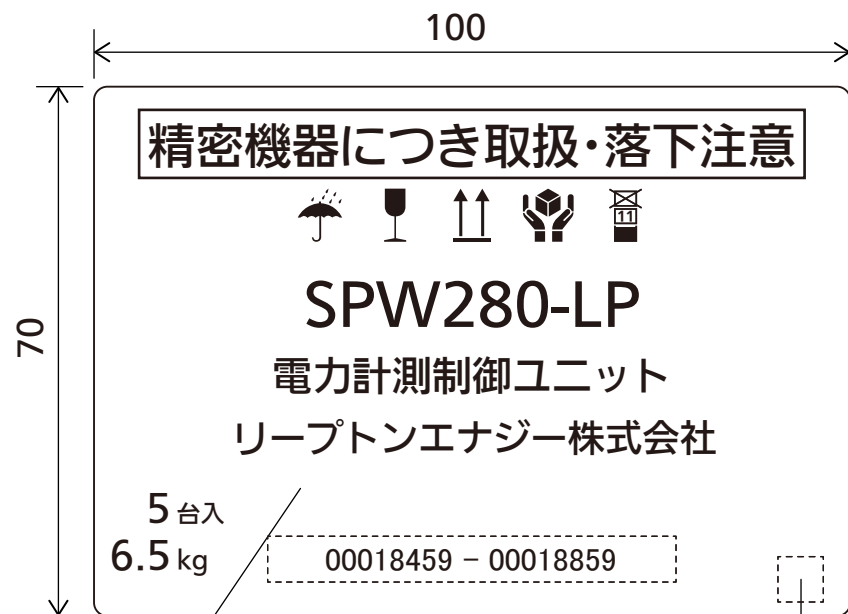 100
70
精密機器につき取扱・落下注意
11
SPW280-LP
電力計測制御ユニット
リープトンエナジー株式会社
5 台入
6.5 kg
00018459 − 00018859